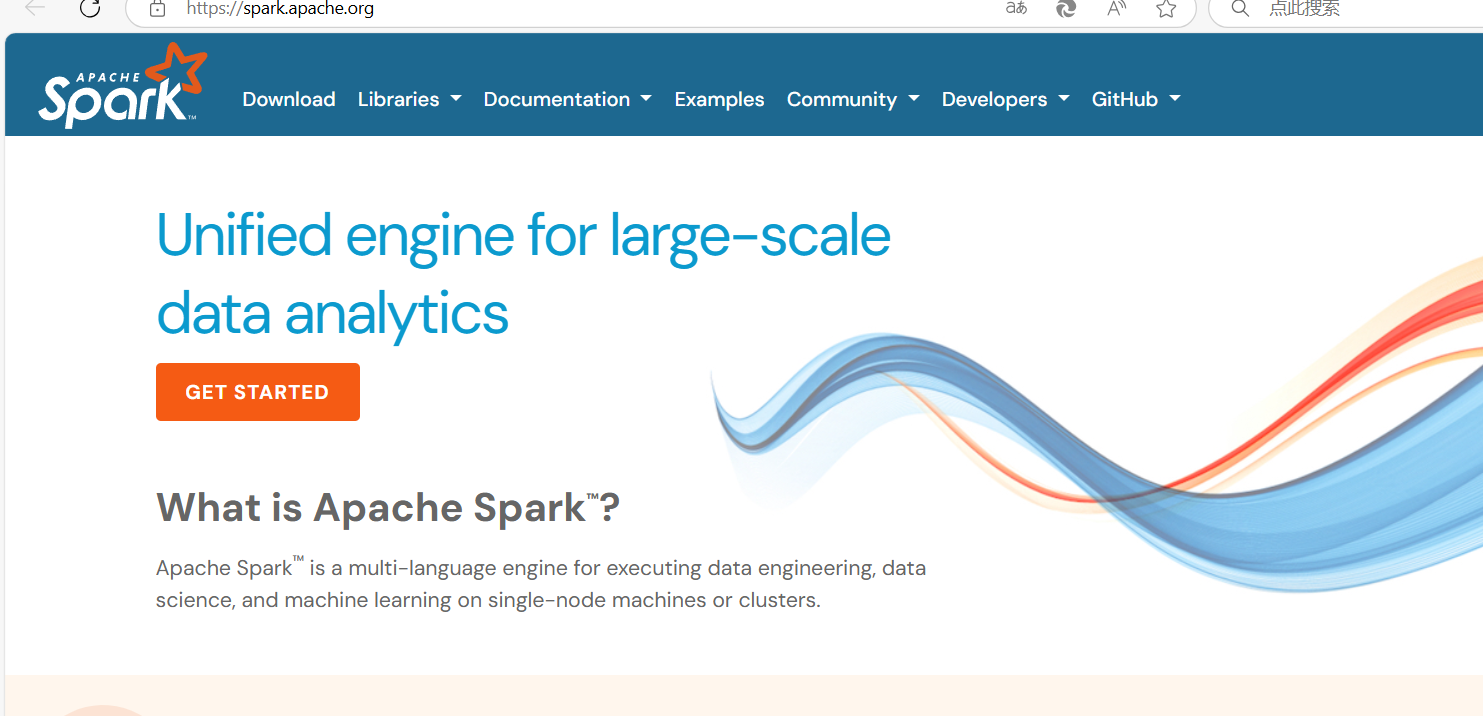 https://spark.apache.org
aあ
A
点此搜索
APACHE
Spark™
Download Libraries Documentation Examples Community Developers GitHub
Unified engine for large-scale
data analytics
GET STARTED
What is Apache Spark™?
Apache Spark™ is a multi-language engine for executing data engineering, data
science, and machine learning on single-node machines or clusters.